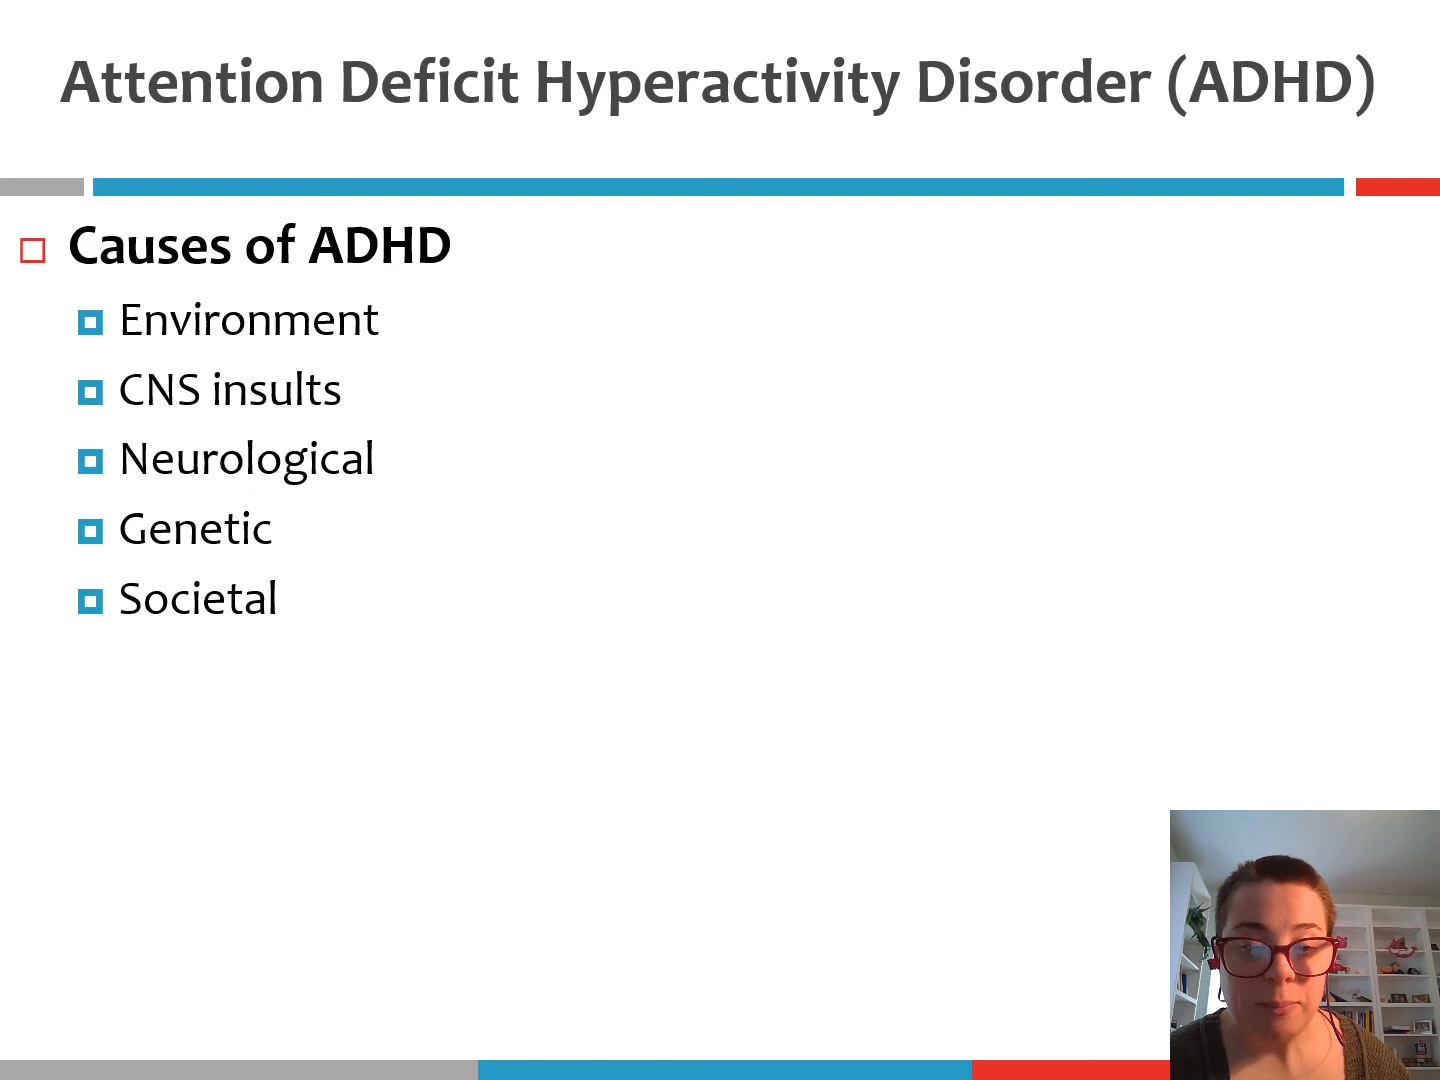 Attention Deficit Hyperactivity Disorder (ADHD)
Causes of ADHD
Environment
CNS insults
Neurological
Genetic
Societal